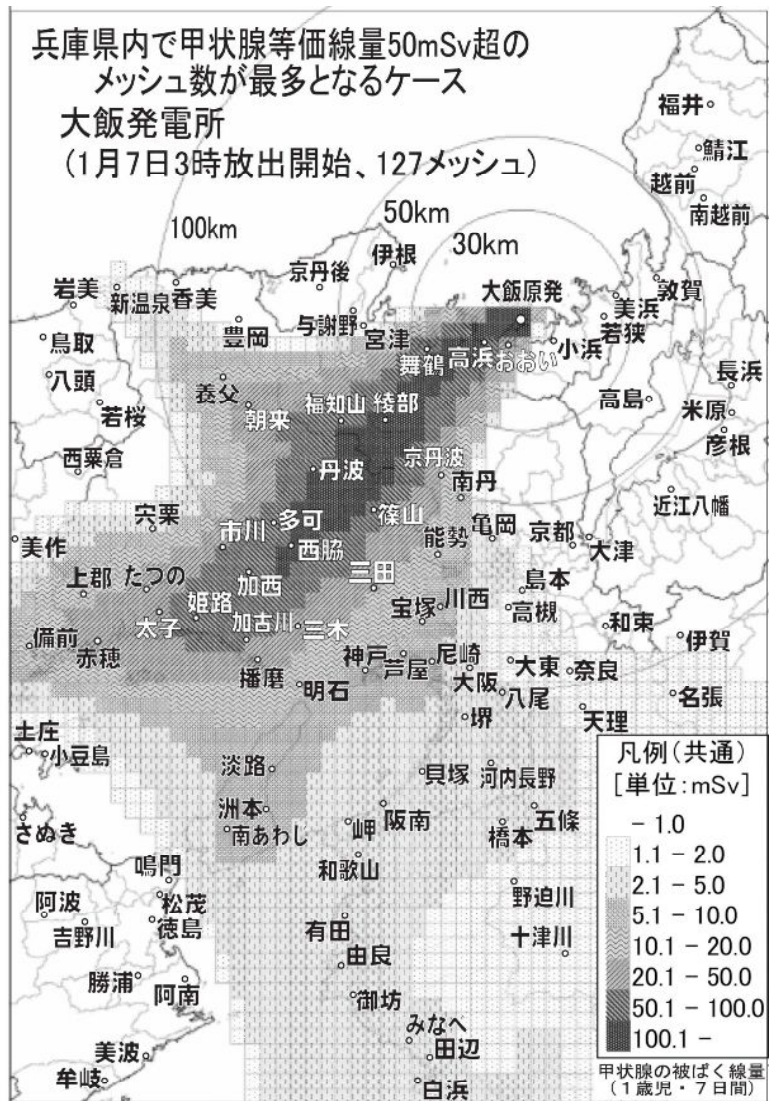 兵庫県内で甲状腺等価線量50mSv超の
メッシュ数が最多となるケース
大飯発電所
(1月7日3時放出開始、127メッシュ)
福井
鯖江
越前
南越前
100km
50km
30km
伊根
京丹後
岩美
新温泉
香美
豊岡
与謝野
宮津
大飯原発
敦賀
美浜
若狭
小浜
おおい
高浜
舞鶴
鳥取
八頭
若桜
養父
朝来
福知山
綾部
高島
長浜
米原
彦根
西粟倉
丹波
京丹波
南丹
近江八幡
宍粟
市川
多可
篠山
亀岡
京都
大津
美作
西脇
能勢
上郡
たつの
加西
三田
島本
川西
高槻
宝塚
姫路
太子
加古川
三木
和束
伊賀
備前
赤穂
播磨
神戸
芦屋
尼崎
大東
奈良
明石
大阪
八尾
名張
堺
天理
土庄
小豆島
淡路
貝塚
河内長野
洲本
南あわじ
さぬき
岬
阪南
五條
橋本
和歌山
鳴門
松茂
徳島
阿波
吉野川
野迫川
十津川
有田
由良
勝浦
阿南
御坊
みなべ
田辺
白浜
美波
牟岐
凡例(共通)
[単位:mSv]
- 1.0
1.1 - 2.0
2.1 - 5.0
5.1 - 10.0
10.1 - 20.0
20.1 - 50.0
50.1 - 100.0
100.1 -
甲状腺の被ばく線量
(1歳児・7日間)